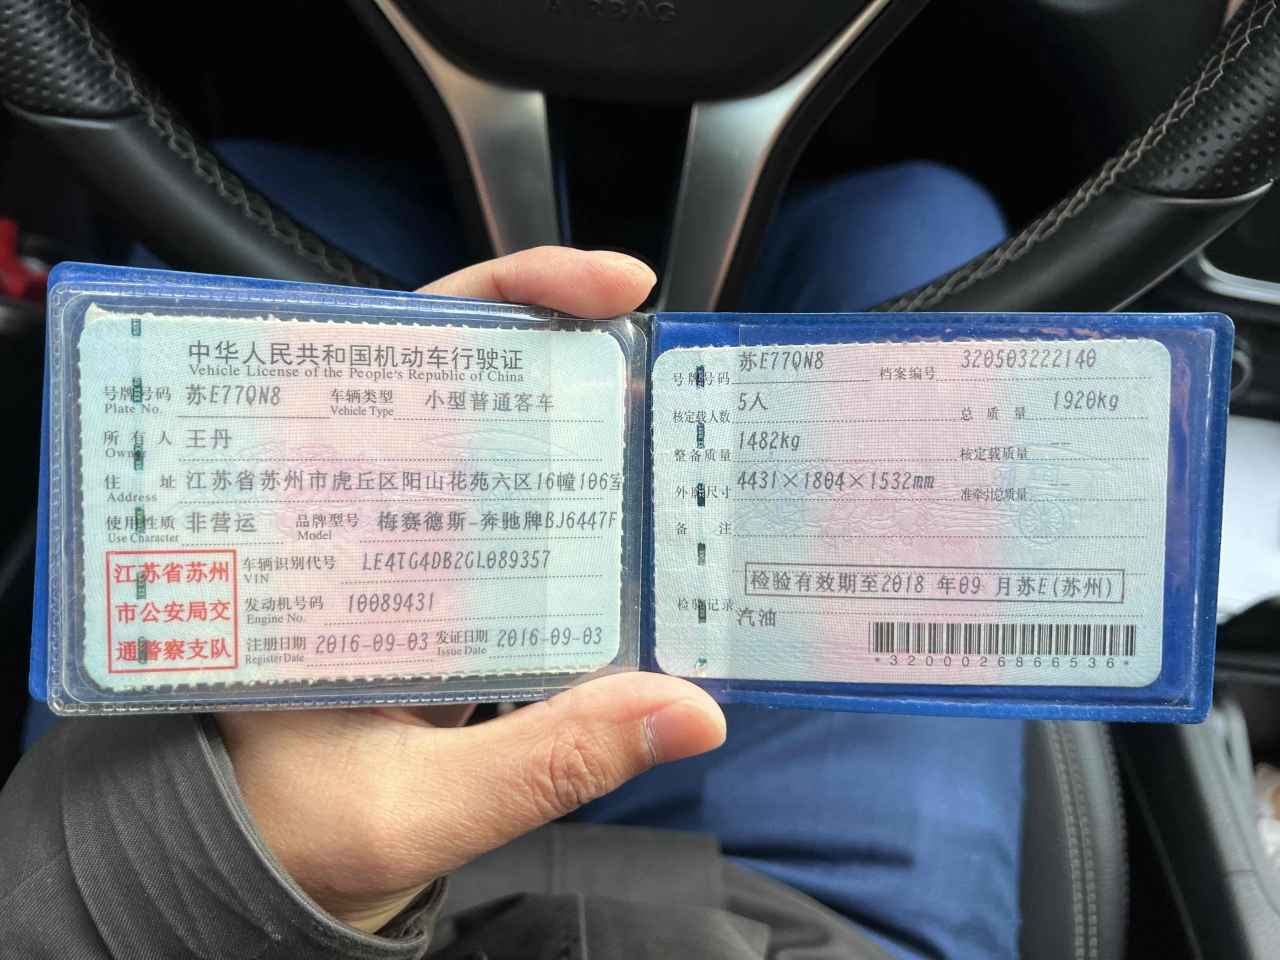 AIRBAG
中华人民共和国机动车行驶证
Vehicle License of the People's Republic of China
号牌号码 苏E77QN8 车辆类型 小型普通客车
Plate No. Vehicle Type
所有人 王丹
Owner
住址 江苏省苏州市虎丘区阳山花苑六区16幢106室
Address
使用性质 非营运 品牌型号 梅赛德斯-奔驰牌BJ6447F
Use Character Model
江苏省苏州
市公安局交
通警察支队
车辆识别代号 LE4TG4DB2GL089357
VIN
发动机号码 10089431
Engine No.
注册日期 2016-09-03 发证日期 2016-09-03
Register Date Issue Date
号牌号码 苏E77QN8 档案编号 320503222140
核定载人数 5人 总质量 1920kg
整备质量 1482kg 核定载质量 --
外廓尺寸 4431×1804×1532mm 准牵引总质量 --
备注
检验有效期至2018 年09 月苏E(苏州)
检验记录
汽油
*3200026866536*